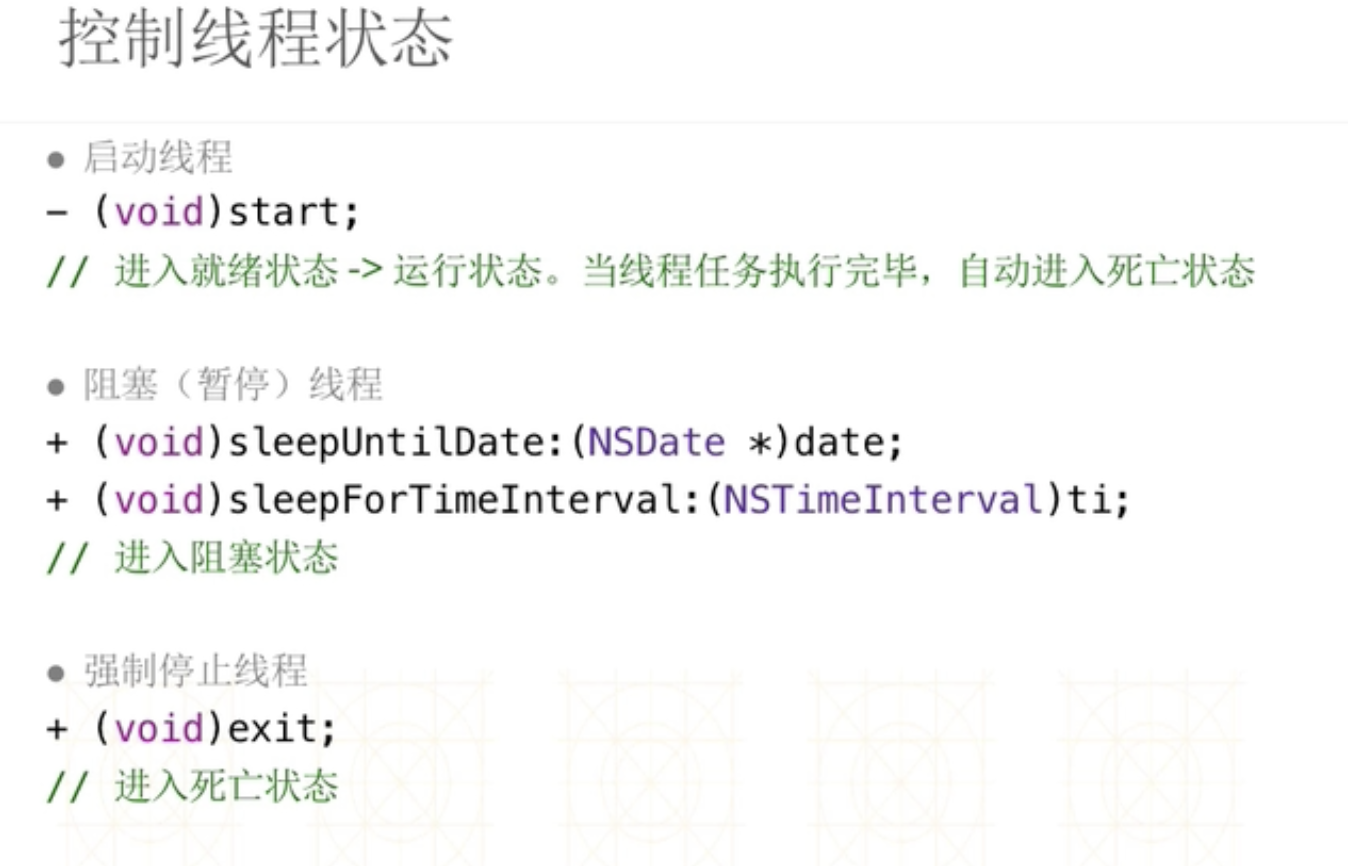 控制线程状态
● 启动线程
- (void)start;
// 进入就绪状态 -> 运行状态。当线程任务执行完毕，自动进入死亡状态
● 阻塞（暂停）线程
+ (void)sleepUntilDate:(NSDate *)date;
+ (void)sleepForTimeInterval:(NSTimeInterval)ti;
// 进入阻塞状态
● 强制停止线程
+ (void)exit;
// 进入死亡状态